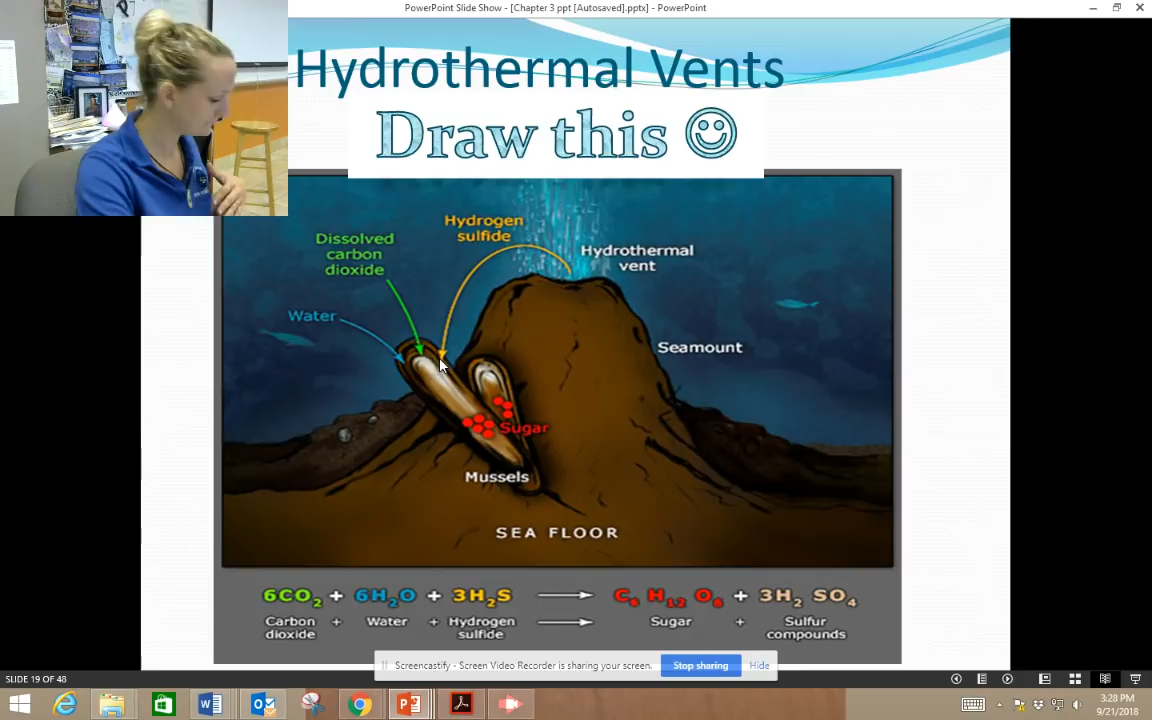 PowerPoint Slide Show - [Chapter 3 ppt [Autosaved].pptx] - PowerPoint
Hydrothermal Vents
Draw this
Hydrogen
sulfide
Dissolved
carbon
dioxide
Hydrothermal
vent
Water
Seamount
Sugar
Mussels
SEA FLOOR
6CO2 + 6H2O + 3H2S → C6 H12 O6 + 3H2 SO4
Carbon dioxide + Water + Hydrogen sulfide → Sugar + Sulfur compounds
Screencastify - Screen Video Recorder is sharing your screen. Stop sharing Hide
SLIDE 19 OF 48
3:28 PM
9/21/2018